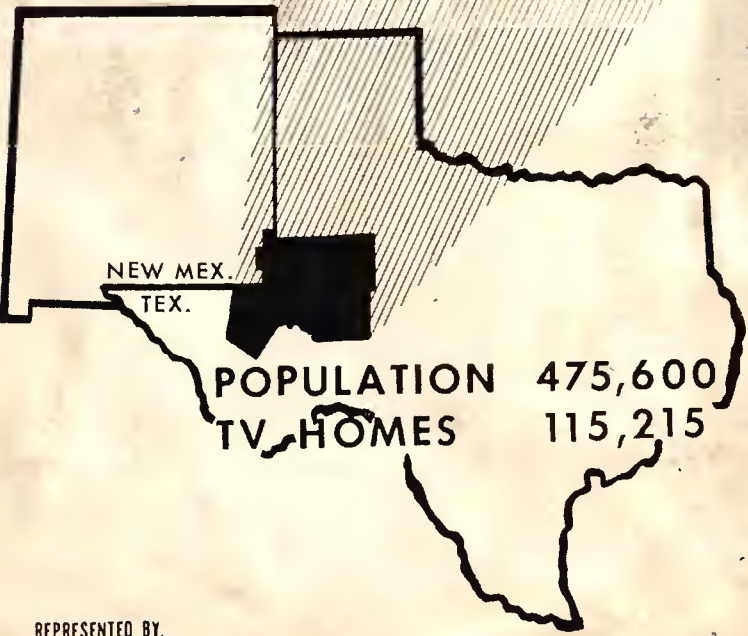 NEW MEX.
TEX.
POPULATION 475,600
TV HOMES 115,215
REPRESENTED BY.